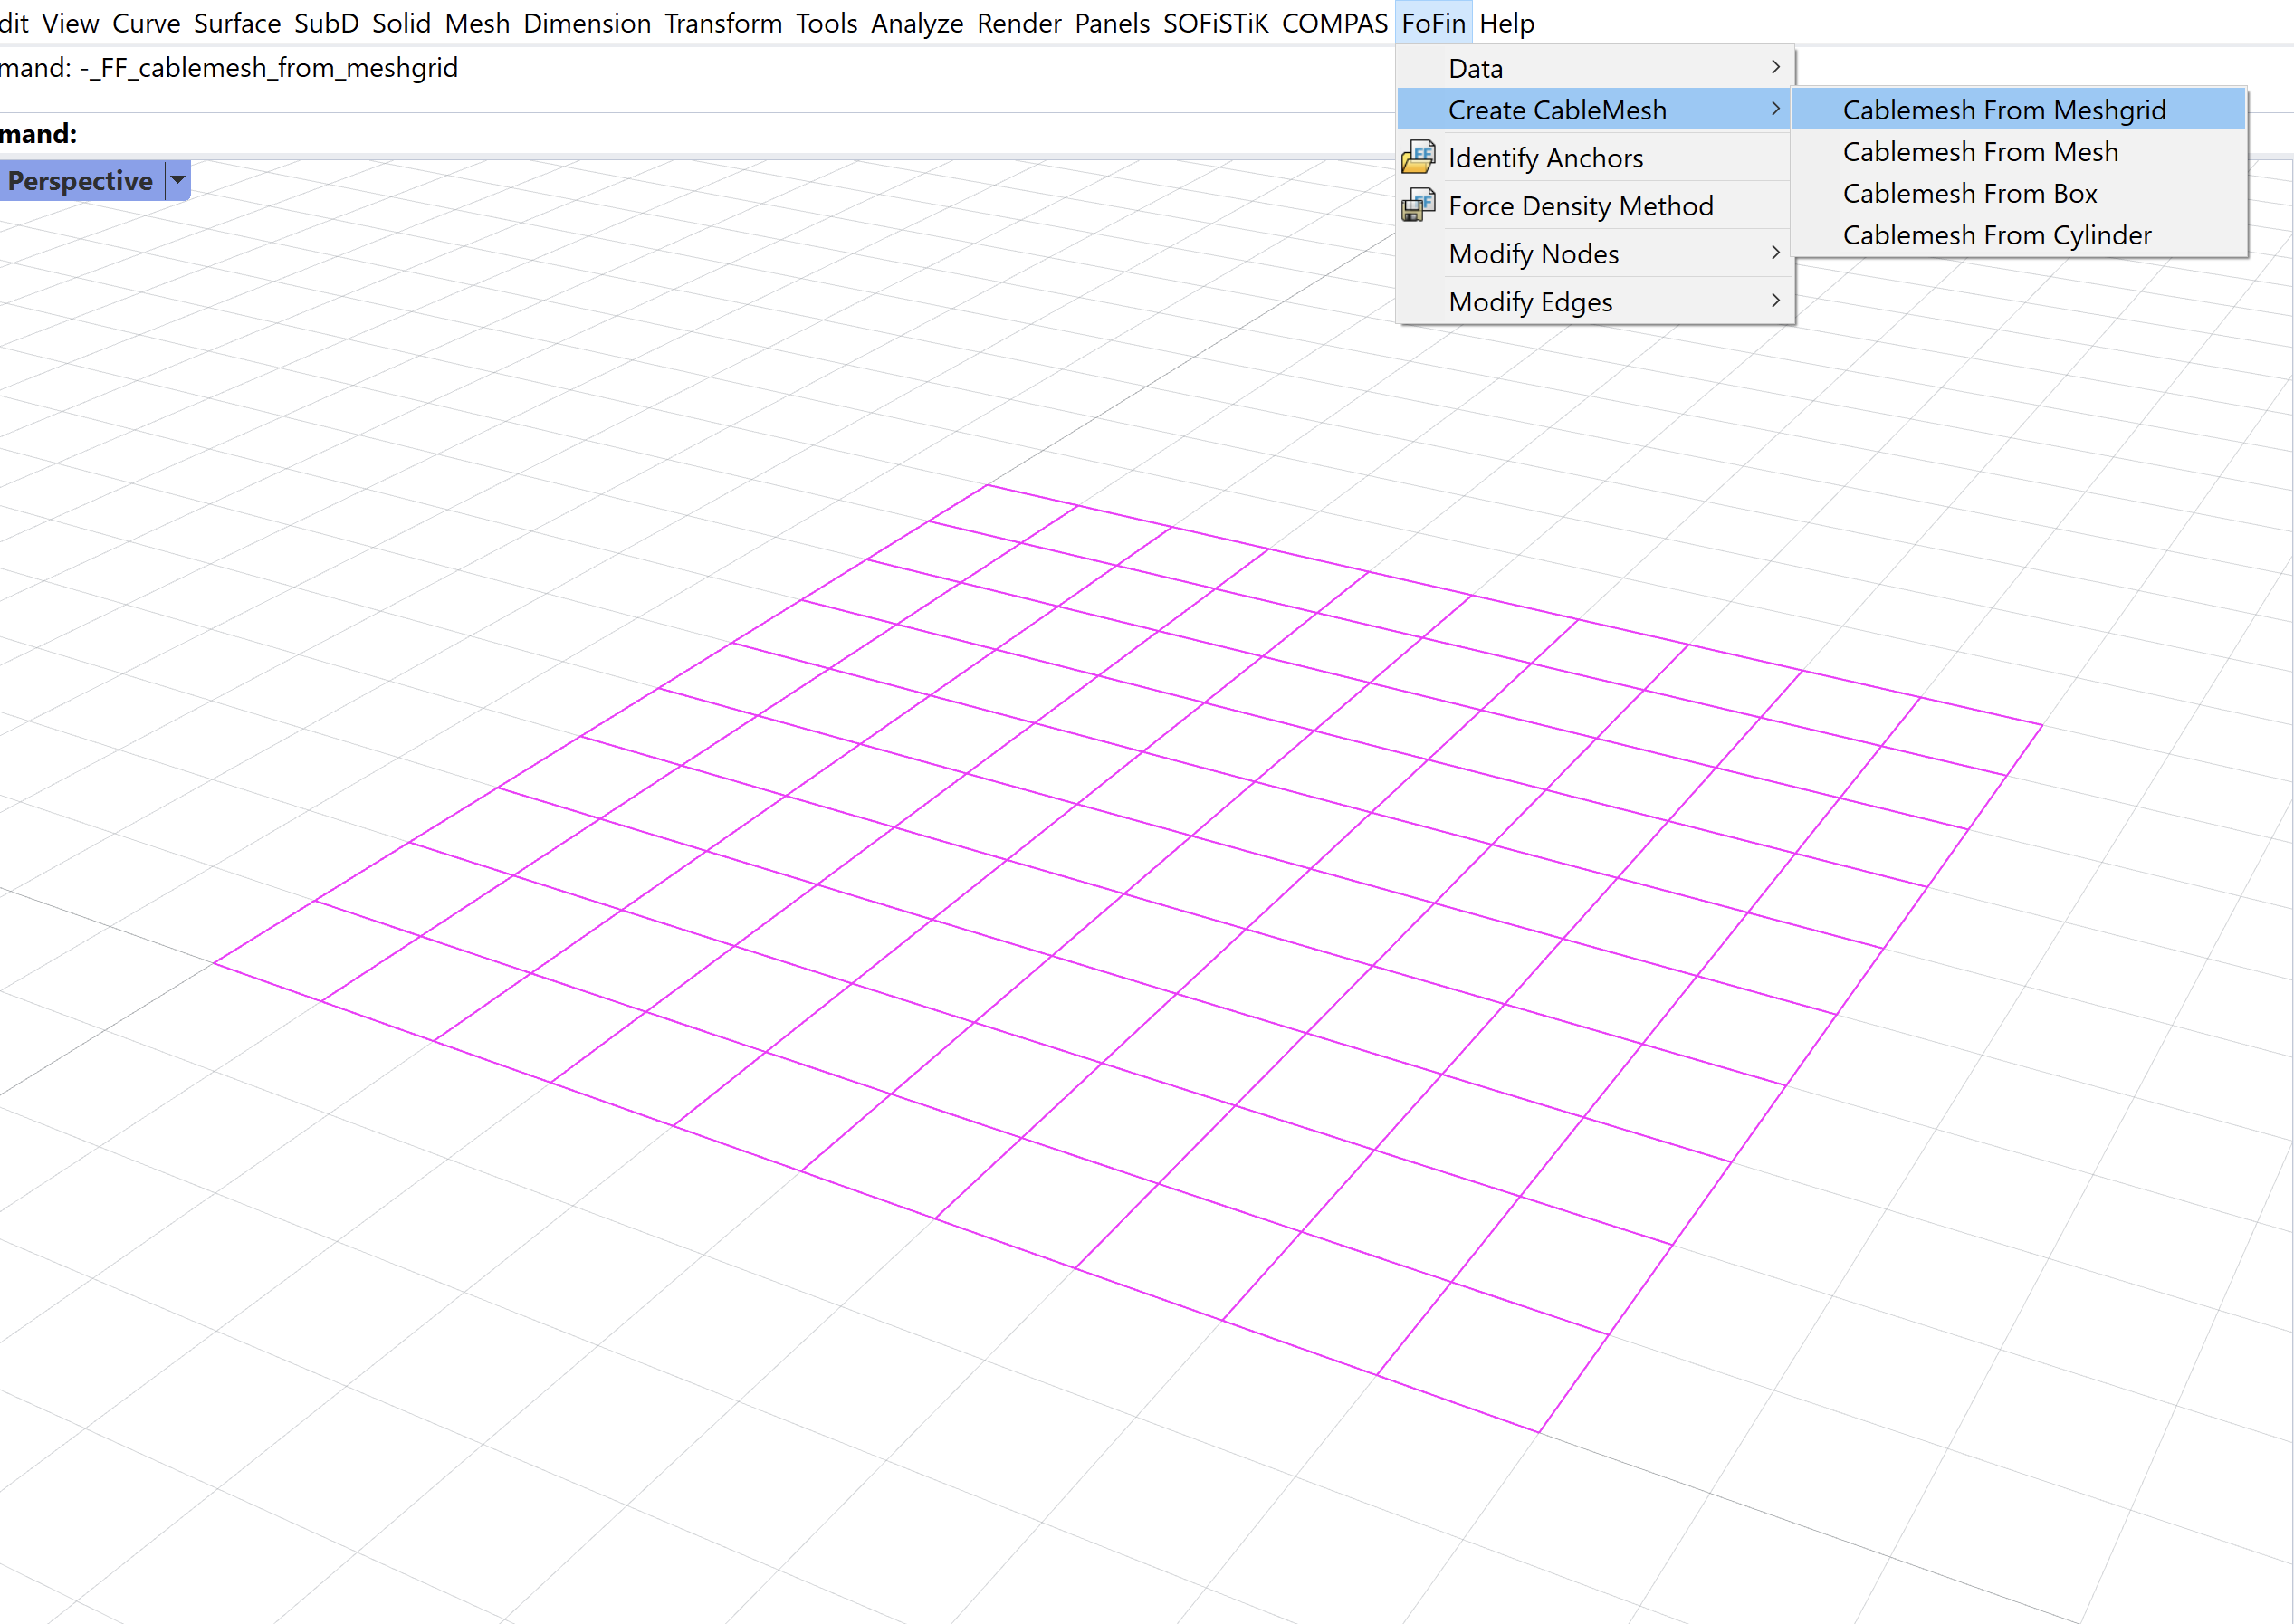 dit View Curve Surface SubD Solid Mesh Dimension Transform Tools Analyze Render Panels SOFiSTiK COMPAS FoFin Help
mand: -_FF_cablemesh_from_meshgrid
mand:
Perspective
Data
Create CableMesh
Identify Anchors
Force Density Method
Modify Nodes
Modify Edges
Cablemesh From Meshgrid
Cablemesh From Mesh
Cablemesh From Box
Cablemesh From Cylinder